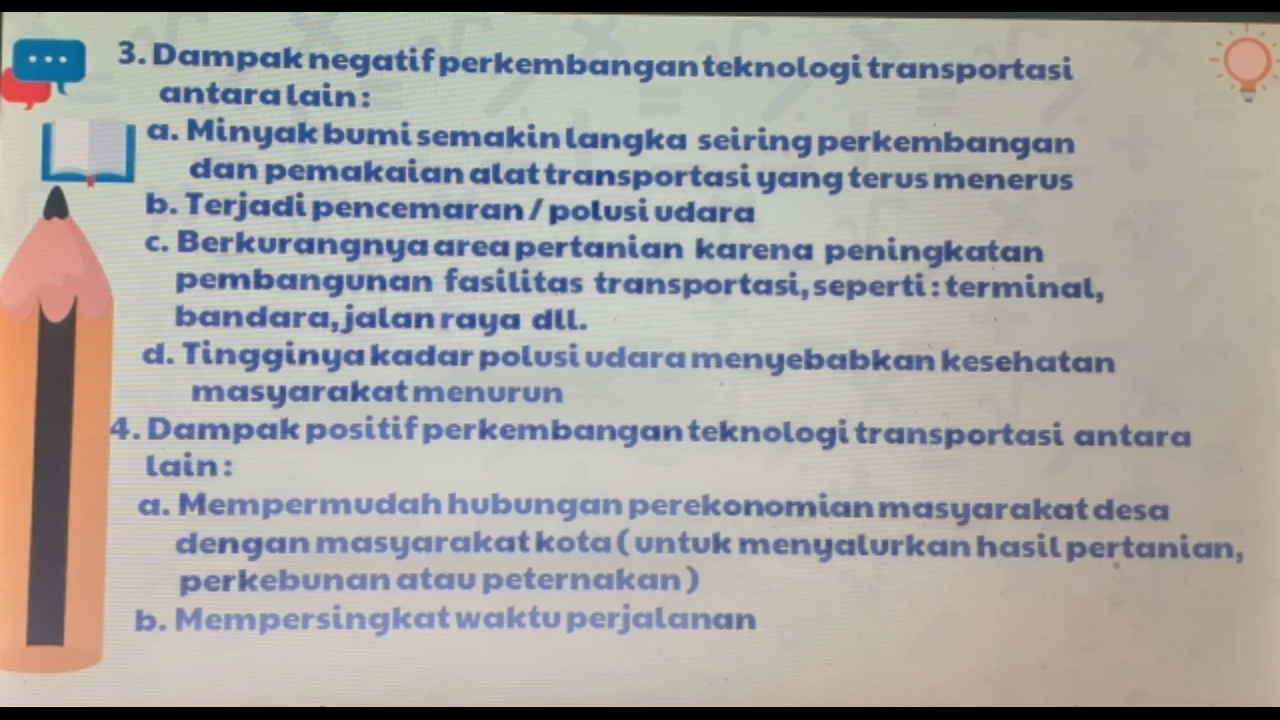 3. Dampak negatif perkembangan teknologi transportasi
antara lain :
a. Minyak bumi semakin langka seiring perkembangan
dan pemakaian alat transportasi yang terus menerus
b. Terjadi pencemaran / polusi udara
c. Berkurangnya area pertanian karena peningkatan
pembangunan fasilitas transportasi, seperti : terminal,
bandara, jalan raya dll.
d. Tingginya kadar polusi udara menyebabkan kesehatan
masyarakat menurun
4. Dampak positif perkembangan teknologi transportasi antara
lain :
a. Mempermudah hubungan perekonomian masyarakat desa
dengan masyarakat kota ( untuk menyalurkan hasil pertanian,
perkebunan atau peternakan )
b. Mempersingkat waktu perjalanan